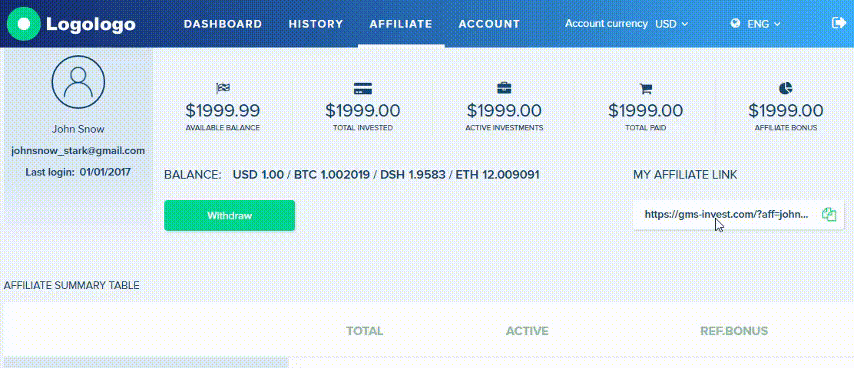 Logologo DASHBOARD HISTORY AFFILIATE ACCOUNT Account currency USD ENG
$1999.99 $1999.00 $1999.00 $1999.00 $1999.00
AVAILABLE BALANCE TOTAL INVESTED ACTIVE INVESTMENTS TOTAL PAID AFFILIATE BONUS
John Snow
johnsnow_stark@gmail.com
Last login: 01/01/2017
BALANCE: USD 1.00 / BTC 1.002019 / DSH 1.9583 / ETH 12.009091
MY AFFILIATE LINK
Withdraw
https://gms-invest.com/?aff=john...
AFFILIATE SUMMARY TABLE
TOTAL ACTIVE REF.BONUS